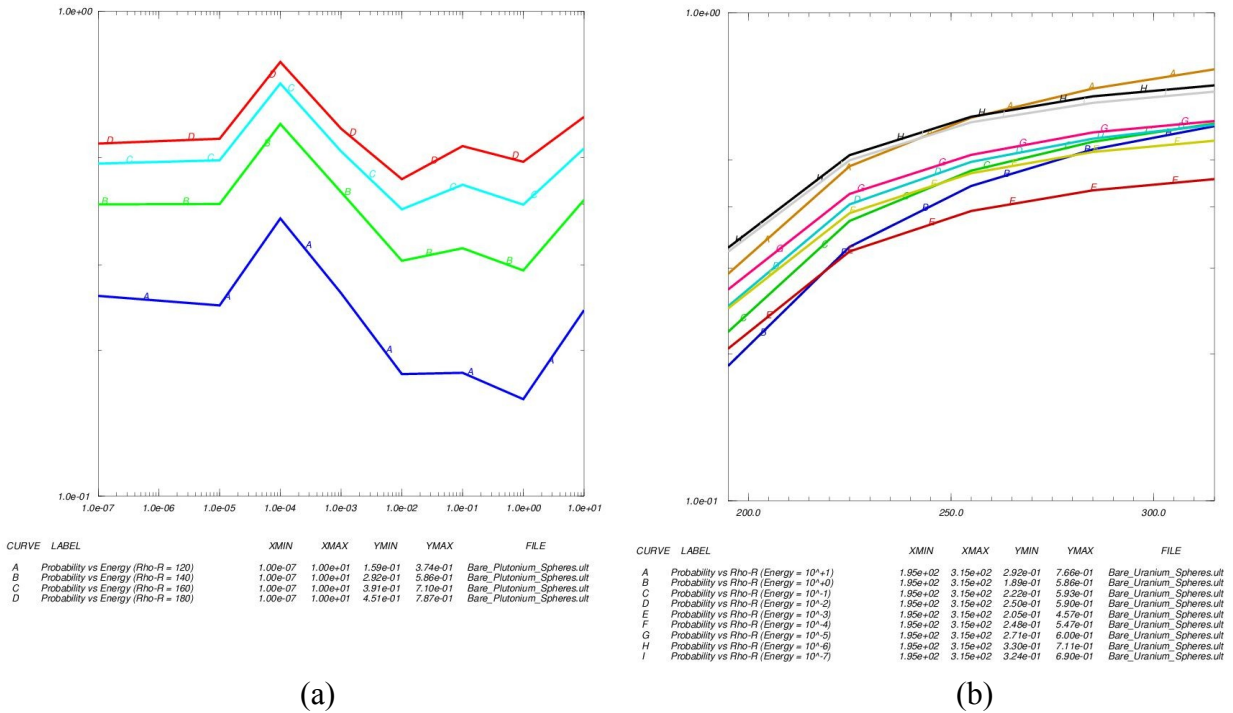 1.0e+00
1.0e-01
1.0e-07 1.0e-06 1.0e-05 1.0e-04 1.0e-03 1.0e-02 1.0e-01 1.0e+00 1.0e+01
CURVE LABEL XMIN XMAX YMIN YMAX FILE
A Probability vs Energy (Rho-R = 120) 1.00e-07 1.00e+01 1.59e-01 3.74e-01 Bare_Plutonium_Spheres.ult
B Probability vs Energy (Rho-R = 140) 1.00e-07 1.00e+01 2.92e-01 5.86e-01 Bare_Plutonium_Spheres.ult
C Probability vs Energy (Rho-R = 160) 1.00e-07 1.00e+01 3.91e-01 7.10e-01 Bare_Plutonium_Spheres.ult
D Probability vs Energy (Rho-R = 180) 1.00e-07 1.00e+01 4.51e-01 7.87e-01 Bare_Plutonium_Spheres.ult
(a)
1.0e+00
1.0e-01
200.0 250.0 300.0
CURVE LABEL XMIN XMAX YMIN YMAX FILE
A Probability vs Rho-R (Energy = 10^+1) 1.95e+02 3.15e+02 2.92e-01 7.66e-01 Bare_Uranium_Spheres.ult
B Probability vs Rho-R (Energy = 10^+0) 1.95e+02 3.15e+02 1.89e-01 5.86e-01 Bare_Uranium_Spheres.ult
C Probability vs Rho-R (Energy = 10^-1) 1.95e+02 3.15e+02 2.22e-01 5.93e-01 Bare_Uranium_Spheres.ult
D Probability vs Rho-R (Energy = 10^-2) 1.95e+02 3.15e+02 2.50e-01 5.90e-01 Bare_Uranium_Spheres.ult
E Probability vs Rho-R (Energy = 10^-3) 1.95e+02 3.15e+02 2.05e-01 4.57e-01 Bare_Uranium_Spheres.ult
F Probability vs Rho-R (Energy = 10^-4) 1.95e+02 3.15e+02 2.48e-01 5.47e-01 Bare_Uranium_Spheres.ult
G Probability vs Rho-R (Energy = 10^-5) 1.95e+02 3.15e+02 2.71e-01 6.00e-01 Bare_Uranium_Spheres.ult
H Probability vs Rho-R (Energy = 10^-6) 1.95e+02 3.15e+02 3.30e-01 7.11e-01 Bare_Uranium_Spheres.ult
I Probability vs Rho-R (Energy = 10^-7) 1.95e+02 3.15e+02 3.24e-01 6.90e-01 Bare_Uranium_Spheres.ult
(b)